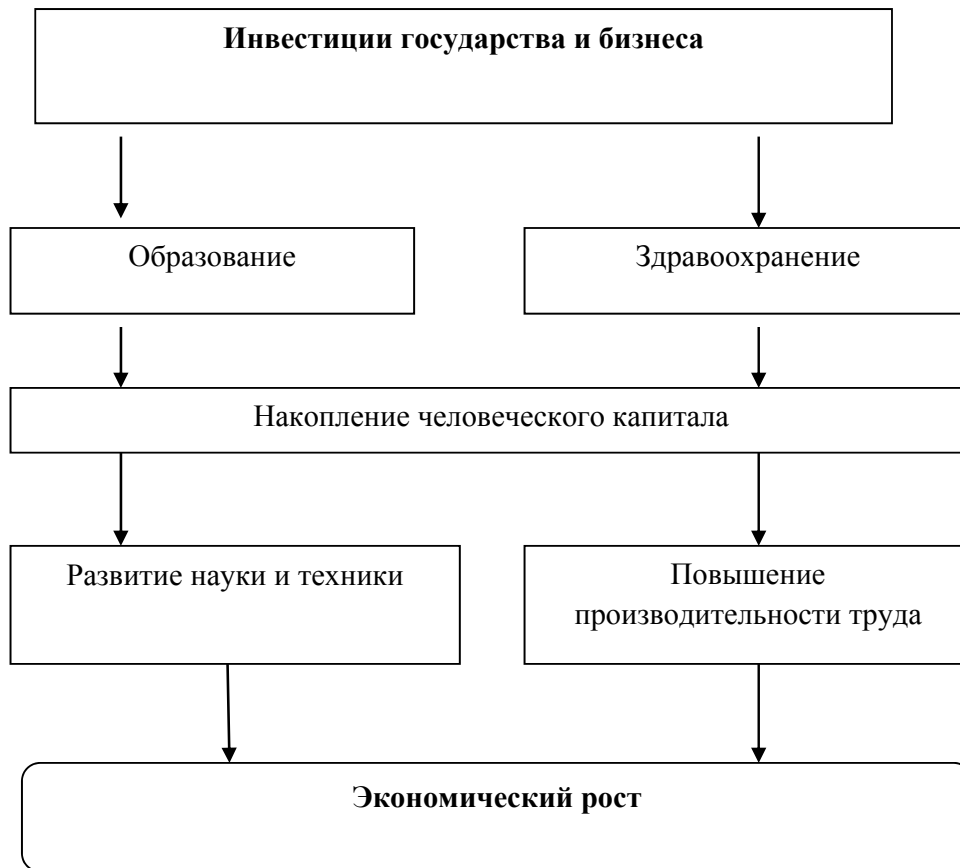 Инвестиции государства и бизнеса
Образование
Здравоохранение
Накопление человеческого капитала
Развитие науки и техники
Повышение
производительности труда
Экономический рост